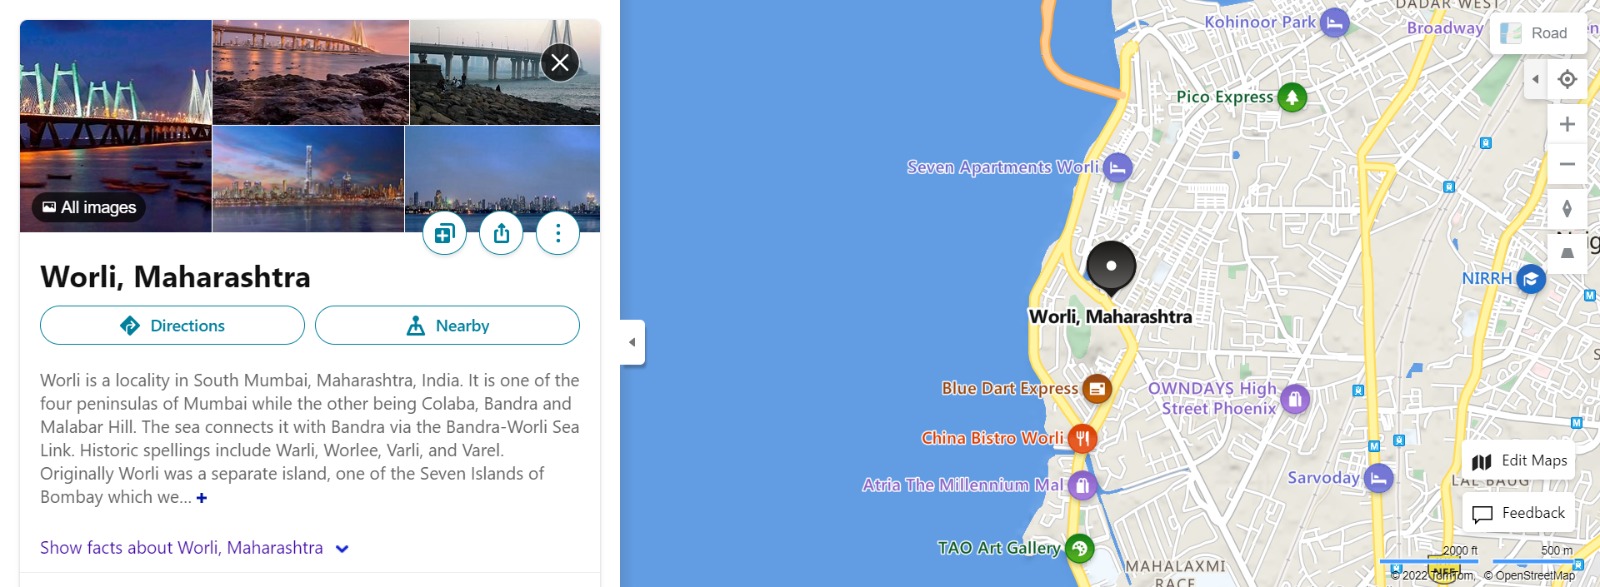 All images
Worli, Maharashtra
Directions
Nearby
Worli is a locality in South Mumbai, Maharashtra, India. It is one of the
four peninsulas of Mumbai while the other being Colaba, Bandra and
Malabar Hill. The sea connects it with Bandra via the Bandra-Worli Sea
Link. Historic spellings include Warli, Worlee, Varli, and Varel.
Originally Worli was a separate island, one of the Seven Islands of
Bombay which we... +
Show facts about Worli, Maharashtra
DADAR WEST
Kohinoor Park
Broadway
Road
Pico Express
Seven Apartments Worli
NIRRH
Worli, Maharashtra
Blue Dart Express
OWNDAYS High
Street Phoenix
China Bistro Worli
Atria The Millennium Mal
Sarvoday
LAL BAUG
Edit Maps
Feedback
TAO Art Gallery
MAHALAXMI
RACE
2000 ft
500 m
© 2022 TomTom, © OpenStreetMap